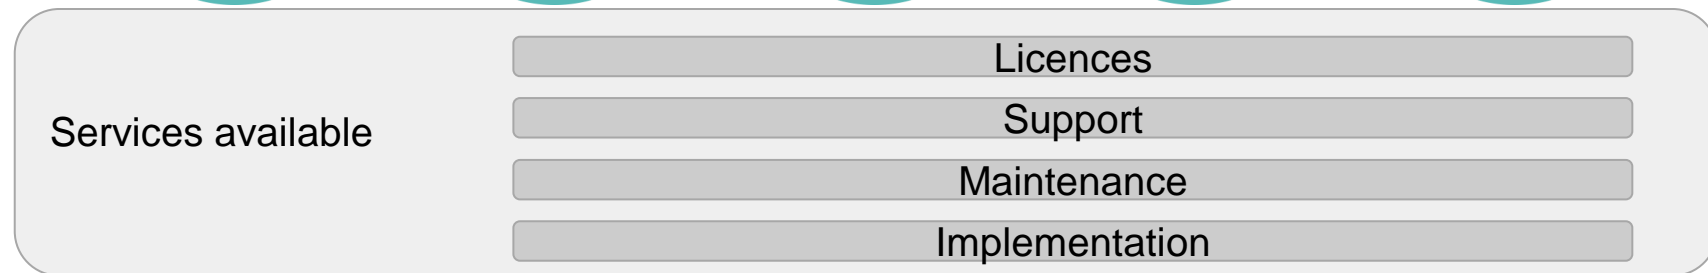 Services available
Licences
Support
Maintenance
Implementation